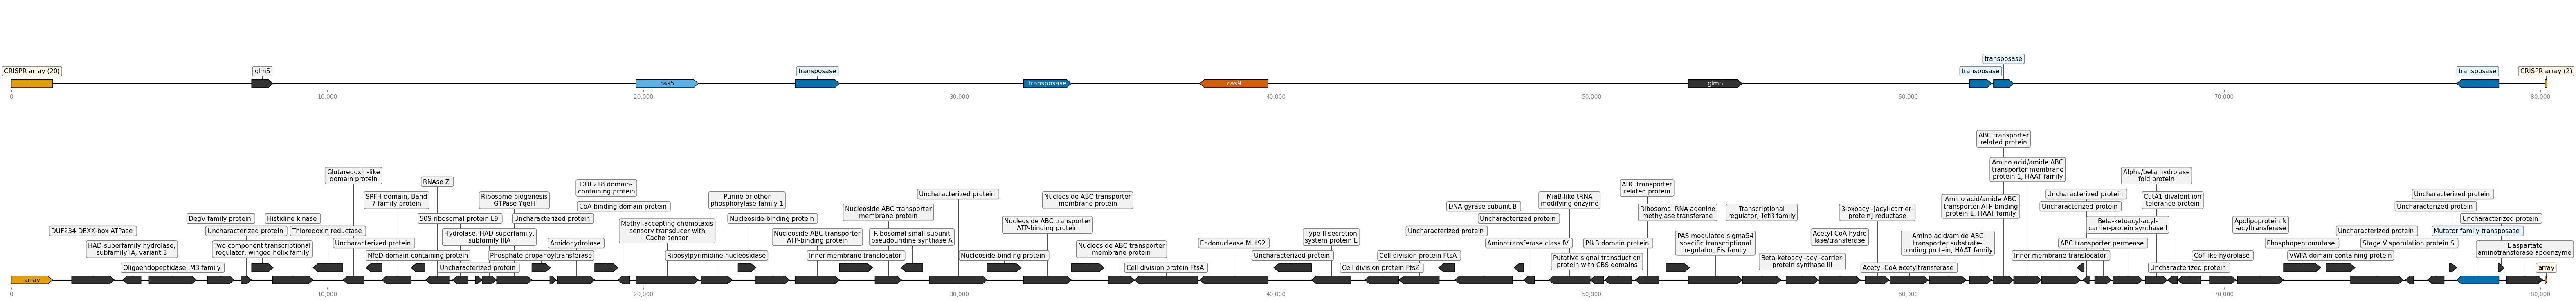 CRISPR array (20)
glmS
cas5
transposase
transposase
cas9
glmS
transposase
transposase
transposase
CRISPR array (2)
0
10,000
20,000
30,000
40,000
50,000
60,000
70,000
80,000
array
DUF234 DEXX-box ATPase
HAD-superfamily hydrolase,
subfamily IA, variant 3
Oligoendopeptidase, M3 family
DegV family protein
Uncharacterized protein
Two component transcriptional
regulator, winged helix family
Histidine kinase
Thioredoxin reductase
Glutaredoxin-like
domain protein
Uncharacterized protein
SPFH domain, Band
7 family protein
NfeD domain-containing protein
RNAse Z
50S ribosomal protein L9
Uncharacterized protein
Hydrolase, HAD-superfamily,
subfamily IIIA
Ribosome biogenesis
GTPase YqeH
Phosphate propanoyltransferase
Uncharacterized protein
Amidohydrolase
DUF218 domain-
containing protein
CoA-binding domain protein
Methyl-accepting chemotaxis
sensory transducer with
Cache sensor
Ribosylpyrimidine nucleosidase
Purine or other
phosphorylase family 1
Nucleoside-binding protein
Nucleoside ABC transporter
ATP-binding protein
Inner-membrane translocator
Nucleoside ABC transporter
membrane protein
Ribosomal small subunit
pseudouridine synthase A
Uncharacterized protein
Nucleoside-binding protein
Nucleoside ABC transporter
ATP-binding protein
Nucleoside ABC transporter
membrane protein
Nucleoside ABC transporter
membrane protein
Cell division protein FtsA
Endonuclease MutS2
Uncharacterized protein
Type II secretion
system protein E
Cell division protein FtsZ
Cell division protein FtsA
Uncharacterized protein
DNA gyrase subunit B
Uncharacterized protein
Aminotransferase class IV
MiaB-like tRNA
modifying enzyme
Putative signal transduction
protein with CBS domains
PfkB domain protein
ABC transporter
related protein
Ribosomal RNA adenine
methylase transferase
PAS modulated sigma54
specific transcriptional
regulator, Fis family
Transcriptional
regulator, TetR family
Beta-ketoacyl-acyl-carrier-
protein synthase III
Acetyl-CoA hydro
lase/transferase
3-oxoacyl-[acyl-carrier-
protein] reductase
Acetyl-CoA acetyltransferase
Amino acid/amide ABC
transporter substrate-
binding protein, HAAT family
Amino acid/amide ABC
transporter ATP-binding
protein 1, HAAT family
ABC transporter
related protein
Amino acid/amide ABC
transporter membrane
protein 1, HAAT family
Inner-membrane translocator
Uncharacterized protein
Uncharacterized protein
ABC transporter permease
Beta-ketoacyl-acyl-
carrier-protein synthase I
Alpha/beta hydrolase
fold protein
CutA1 divalent ion
tolerance protein
Uncharacterized protein
Cof-like hydrolase
Apolipoprotein N
-acyltransferase
Phosphopentomutase
VWFA domain-containing protein
Uncharacterized protein
Stage V sporulation protein S
Uncharacterized protein
Uncharacterized protein
Mutator family transposase
Uncharacterized protein
L-aspartate
aminotransferase apoenzyme
array
0
10,000
20,000
30,000
40,000
50,000
60,000
70,000
80,000